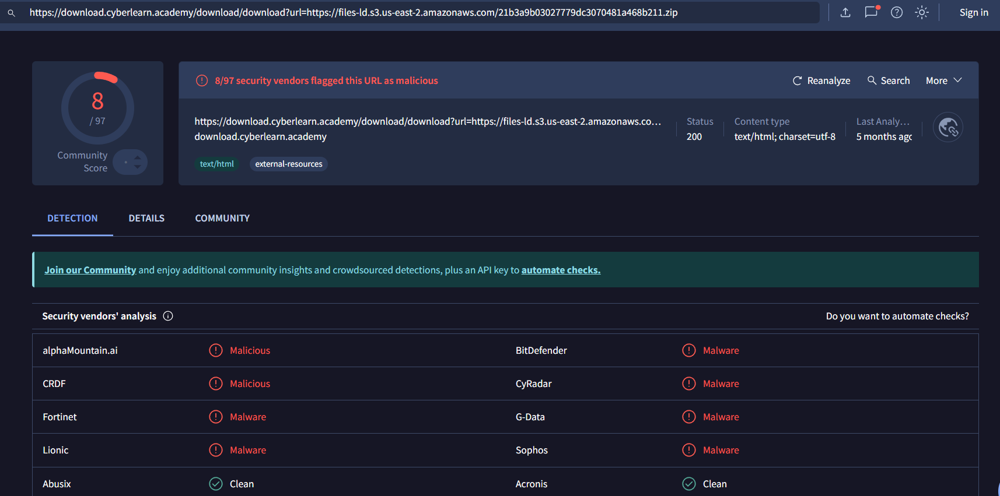 https://download.cyberlearn.academy/download/download?url=https://files-ld.s3.us-east-2.amazonaws.com/21b3a9b03027779dc3070481a468b211.zip
Sign in
8
/ 97
Community
Score
8/97 security vendors flagged this URL as malicious
Reanalyze
Search
More
https://download.cyberlearn.academy/download/download?url=https://files-ld.s3.us-east-2.amazonaws.co…
download.cyberlearn.academy
text/html
external-resources
Status
200
Content type
text/html; charset=utf-8
Last Analy…
5 months ago
DETECTION
DETAILS
COMMUNITY
Join our Community and enjoy additional community insights and crowdsourced detections, plus an API key to automate checks.
Security vendors' analysis
Do you want to automate checks?
alphaMountain.ai Malicious BitDefender Malware
CRDF Malicious CyRadar Malware
Fortinet Malware G-Data Malware
Lionic Malware Sophos Malware
Abusix Clean Acronis Clean